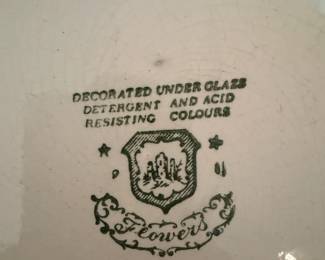 DECORATED UNDER GLAZE
DETERGENT AND ACID
RESISTING COLOURS
Flowers